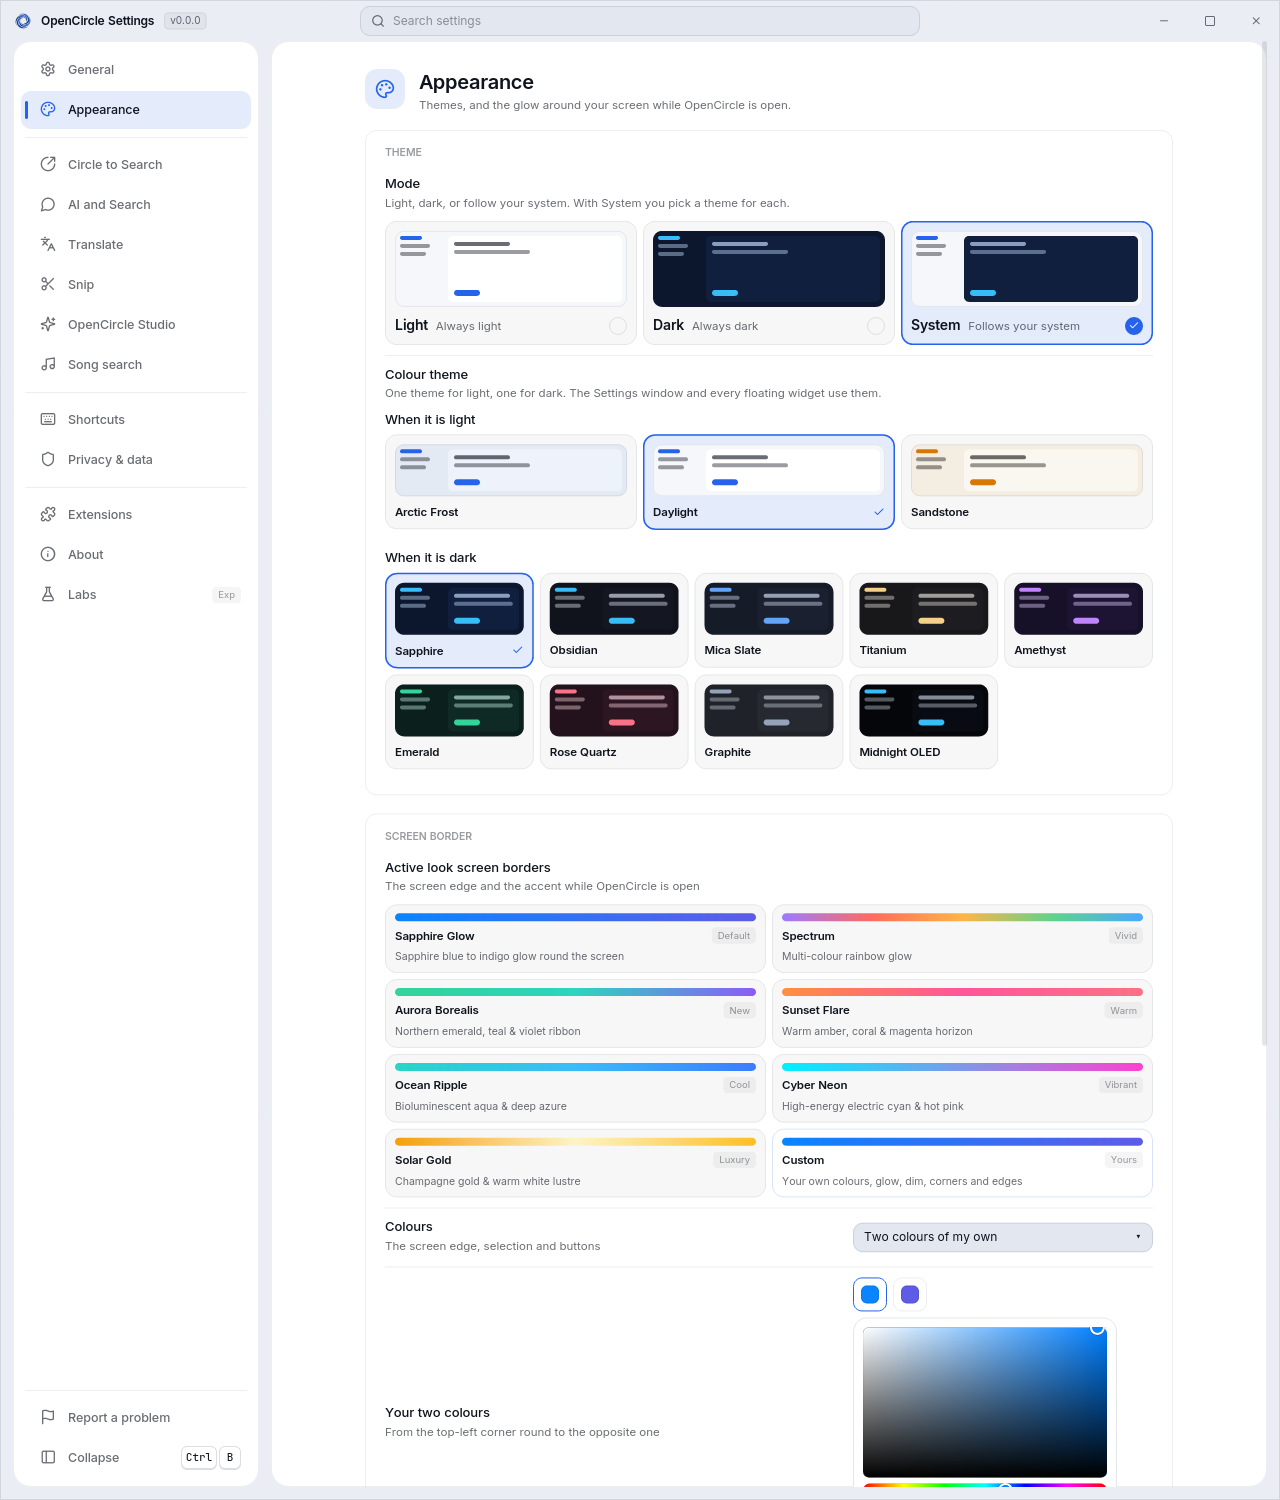 OpenCircle Settings v0.0.0
Search settings
General
Appearance
Circle to Search
AI and Search
Translate
Snip
OpenCircle Studio
Song search
Shortcuts
Privacy & data
Extensions
About
Labs Exp
Report a problem
Collapse Ctrl B
Appearance
Themes, and the glow around your screen while OpenCircle is open.
THEME
Mode
Light, dark, or follow your system. With System you pick a theme for each.
Light Always light
Dark Always dark
System Follows your system
Colour theme
One theme for light, one for dark. The Settings window and every floating widget use them.
When it is light
Arctic Frost
Daylight
Sandstone
When it is dark
Sapphire
Obsidian
Mica Slate
Titanium
Amethyst
Emerald
Rose Quartz
Graphite
Midnight OLED
SCREEN BORDER
Active look screen borders
The screen edge and the accent while OpenCircle is open
Sapphire Glow Default
Sapphire blue to indigo glow round the screen
Spectrum Vivid
Multi-colour rainbow glow
Aurora Borealis New
Northern emerald, teal & violet ribbon
Sunset Flare Warm
Warm amber, coral & magenta horizon
Ocean Ripple Cool
Bioluminescent aqua & deep azure
Cyber Neon Vibrant
High-energy electric cyan & hot pink
Solar Gold Luxury
Champagne gold & warm white lustre
Custom Yours
Your own colours, glow, dim, corners and edges
Colours
The screen edge, selection and buttons
Two colours of my own
Your two colours
From the top-left corner round to the opposite one